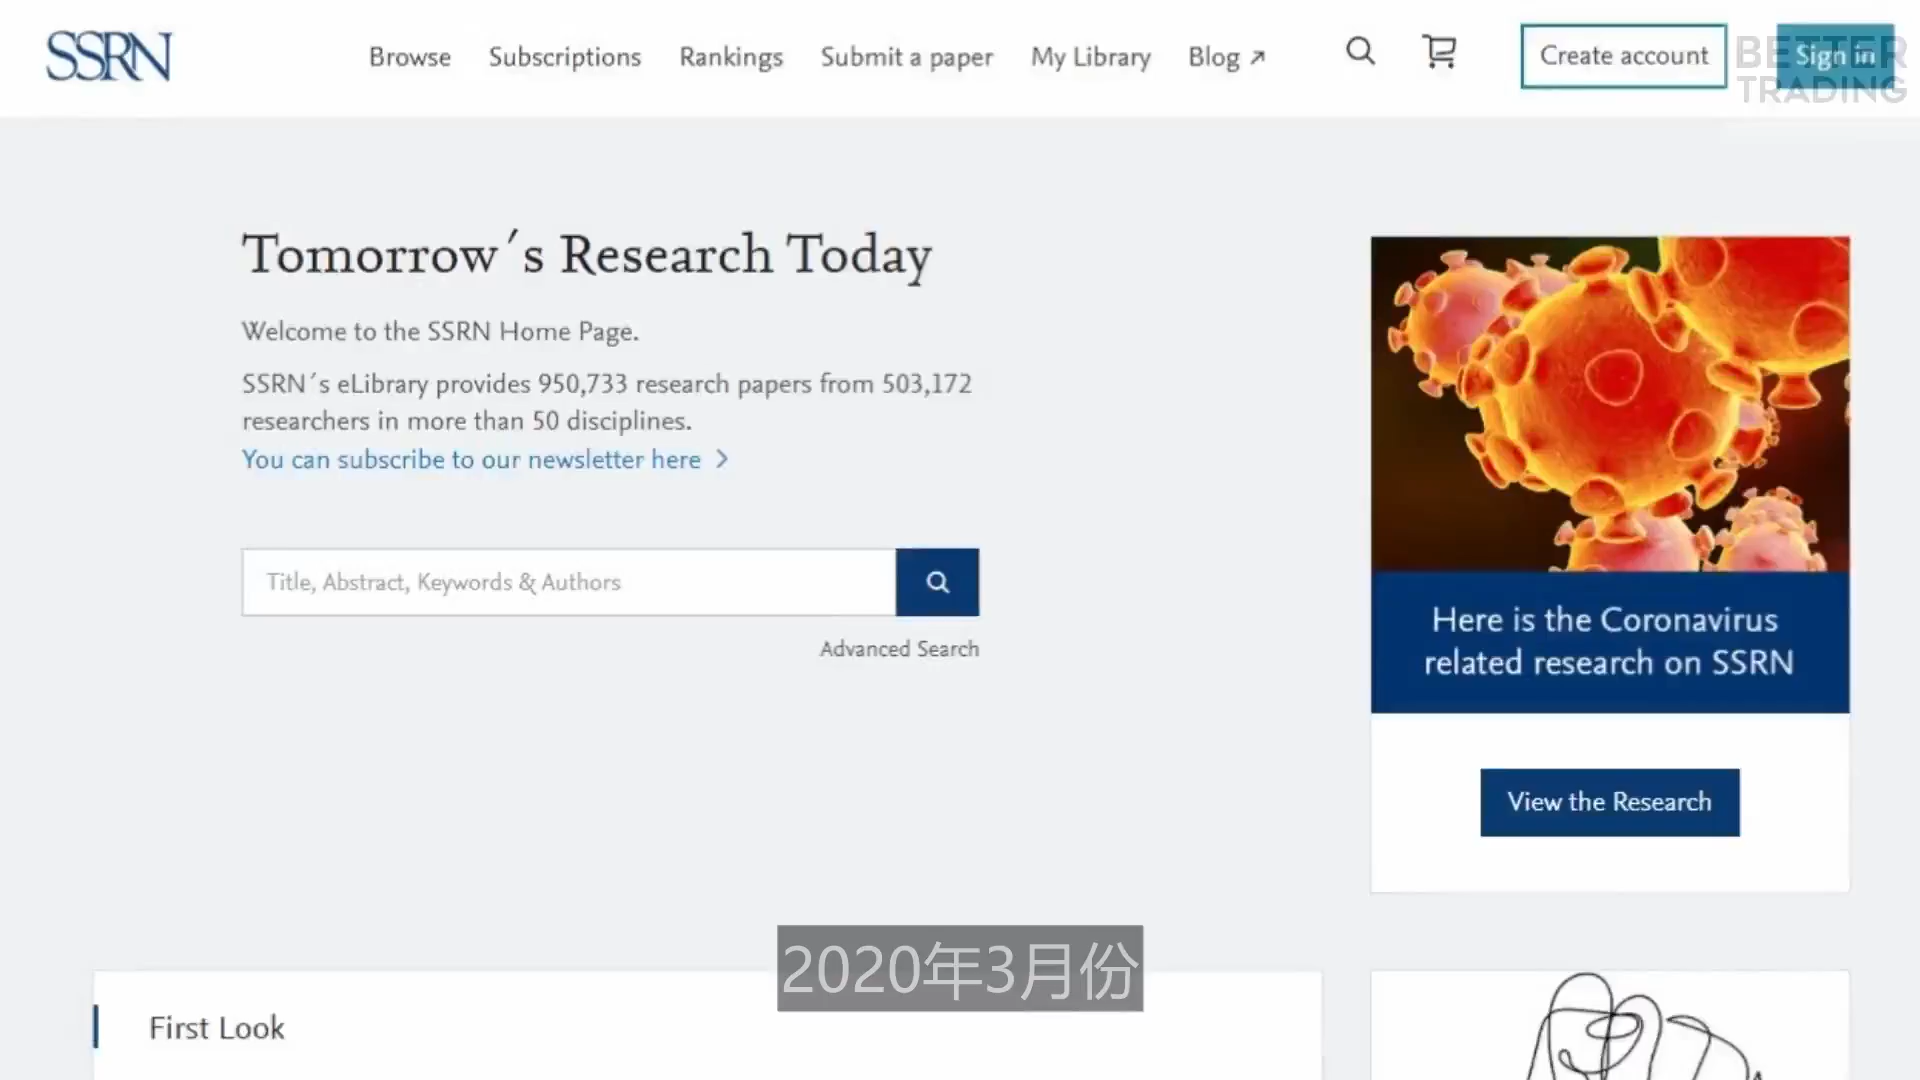 SSRN
Browse
Subscriptions
Rankings
Submit a paper
My Library
Blog ↗
Create account
Sign in
BETTER
TRADING
Tomorrow´s Research Today
Welcome to the SSRN Home Page.
SSRN´s eLibrary provides 950,733 research papers from 503,172
researchers in more than 50 disciplines.
You can subscribe to our newsletter here
Title, Abstract, Keywords & Authors
Advanced Search
Here is the Coronavirus
related research on SSRN
View the Research
2020年3月份
First Look